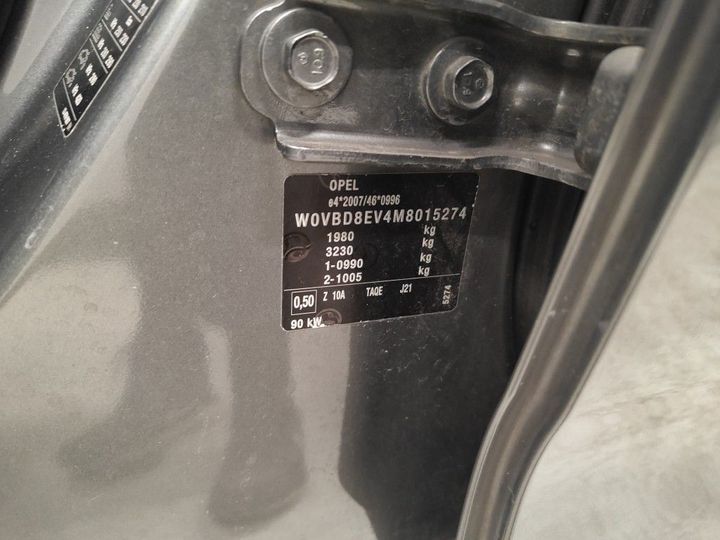 OPEL
e4*2007/46*0996
W0VBD8EV4M8015274
1980 kg
3230 kg
1-0990 kg
2-1005 kg
0,50 Z 10A TAQE J21 5274
90 kW